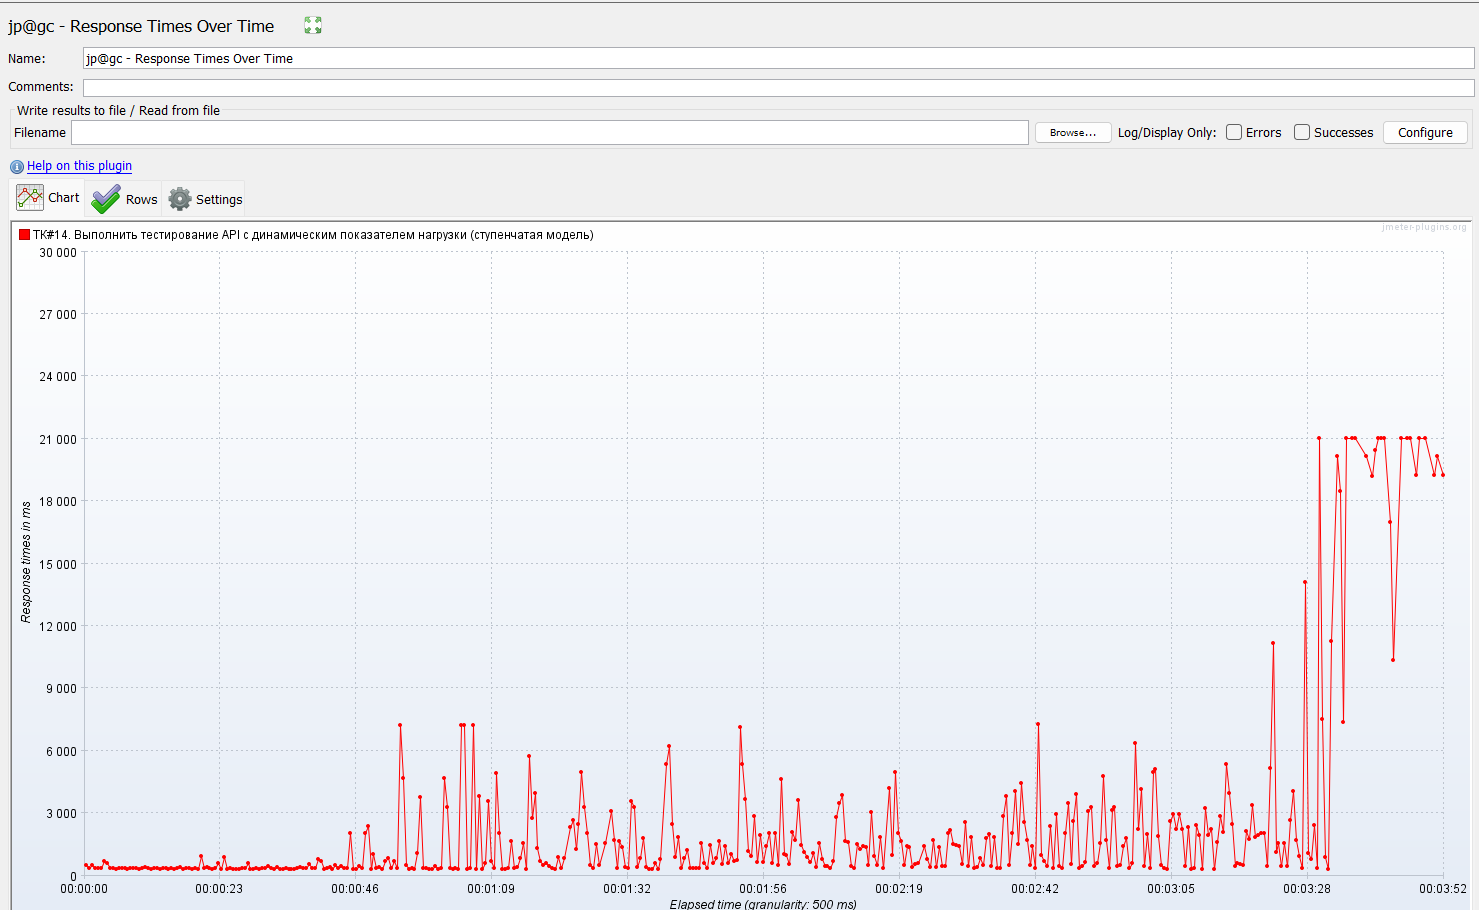 jp@gc - Response Times Over Time
Name: jp@gc - Response Times Over Time
Comments:
Write results to file / Read from file
Filename Browse... Log/Display Only: Errors Successes Configure
Help on this plugin
Chart Rows Settings
jmeter-plugins.org
ТК#14. Выполнить тестирование API с динамическим показателем нагрузки (ступенчатая модель)
30 000
27 000
24 000
21 000
18 000
15 000
12 000
9 000
6 000
3 000
0
Response times in ms
00:00:00 00:00:23 00:00:46 00:01:09 00:01:32 00:01:56 00:02:19 00:02:42 00:03:05 00:03:28 00:03:52
Elapsed time (granularity: 500 ms)